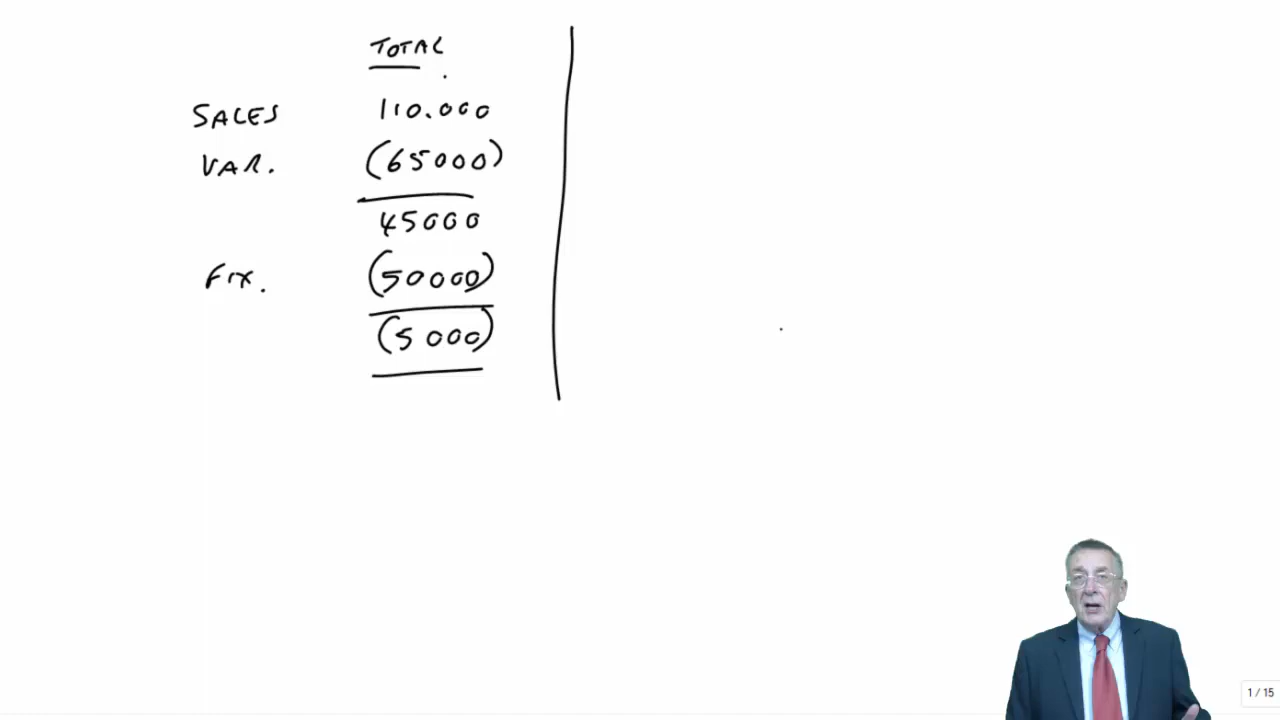 TOTAL
SALES 110.000
VAR. (65000)
45000
FIX. (50000)
(5000)
1 / 15